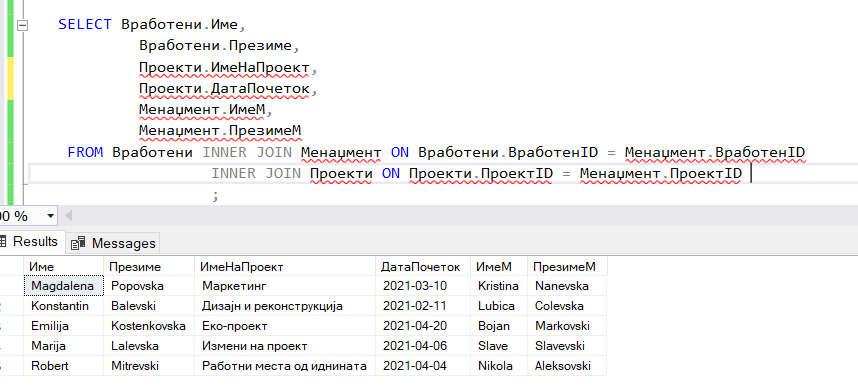 SELECT Вработени.Име,
Вработени.Презиме,
Проекти.ИмеНаПроект,
Проекти.ДатаПочеток,
Менаџмент.ИмеМ,
Менаџмент.ПрезимеМ
FROM Вработени INNER JOIN Менаџмент ON Вработени.ВработенID = Менаџмент.ВработенID
INNER JOIN Проекти ON Проекти.ПроектID = Менаџмент.ПроектID
;
00 %
Results Messages
Име Презиме ИмеНаПроект ДатаПочеток ИмеМ ПрезимеМ
Magdalena Popovska Маркетинг 2021-03-10 Kristina Nanevska
Konstantin Balevski Дизајн и реконструкција 2021-02-11 Lubica Colevska
Emilija Kostenkovska Еко-проект 2021-04-20 Bojan Markovski
Marija Lalevska Измени на проект 2021-04-06 Slave Slavevski
Robert Mitrevski Работни места од иднината 2021-04-04 Nikola Aleksovski